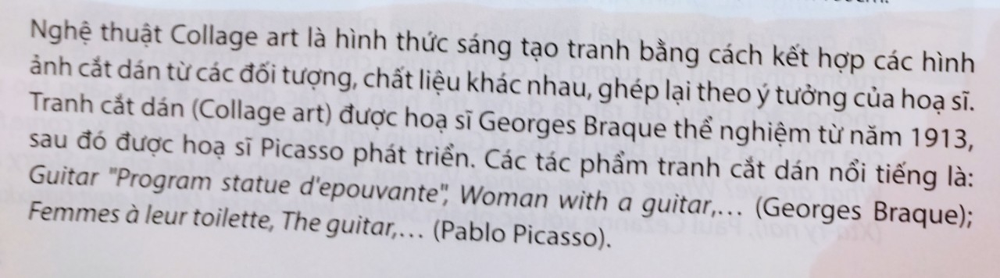 Nghệ thuật Collage art là hình thức sáng tạo tranh bằng cách kết hợp các hình
ảnh cắt dán từ các đối tượng, chất liệu khác nhau, ghép lại theo ý tưởng của hoạ sĩ.
Tranh cắt dán (Collage art) được hoạ sĩ Georges Braque thể nghiệm từ năm 1913,
sau đó được hoạ sĩ Picasso phát triển. Các tác phẩm tranh cắt dán nổi tiếng là:
Guitar "Program statue d'epouvante", Woman with a guitar,… (Georges Braque);
Femmes à leur toilette, The guitar,… (Pablo Picasso).